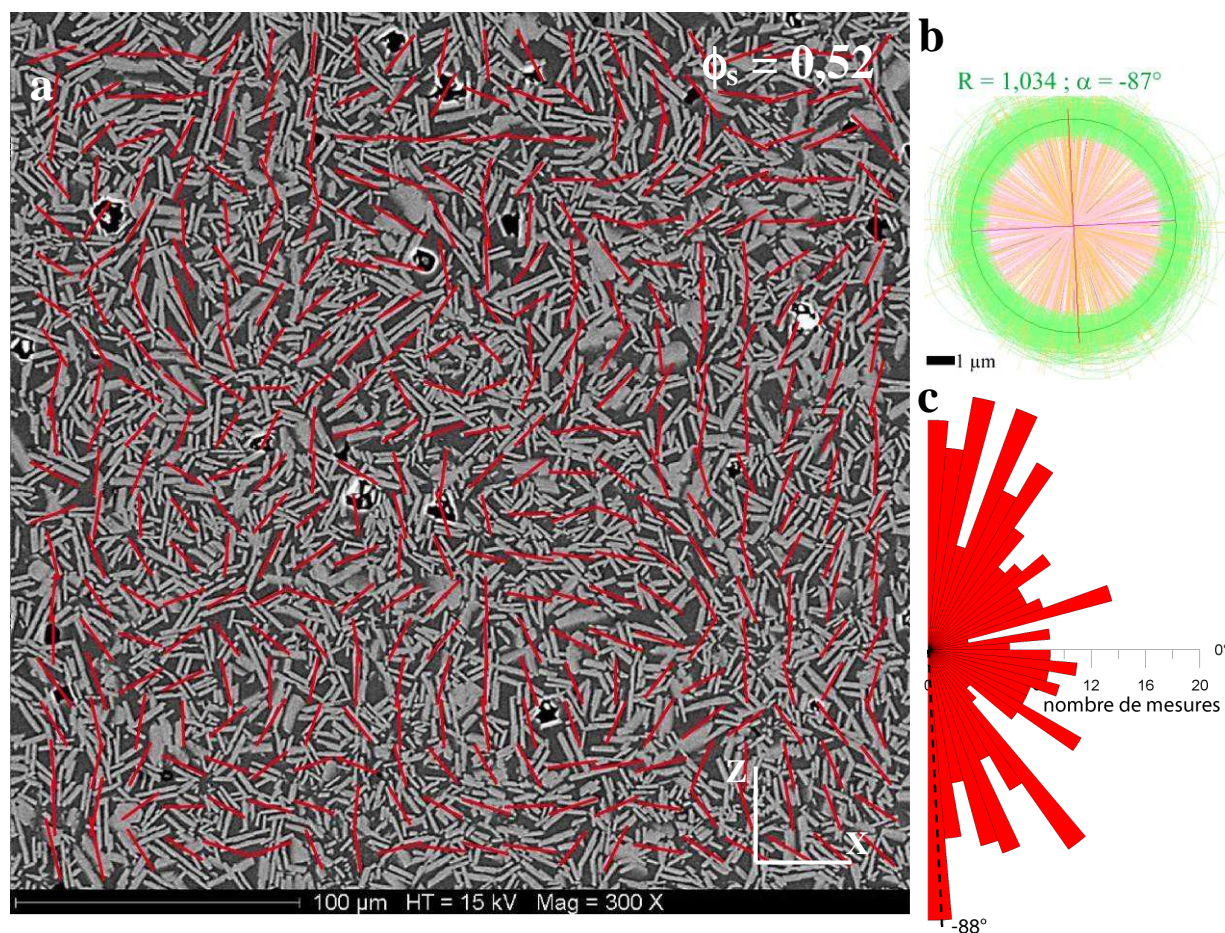 a
ϕs = 0,52
Z
X
100 µm HT = 15 kV Mag = 300 X
b
R = 1,034 ; α = -87°
1 µm
c
0°
0 12 16 20
nombre de mesures
-88°